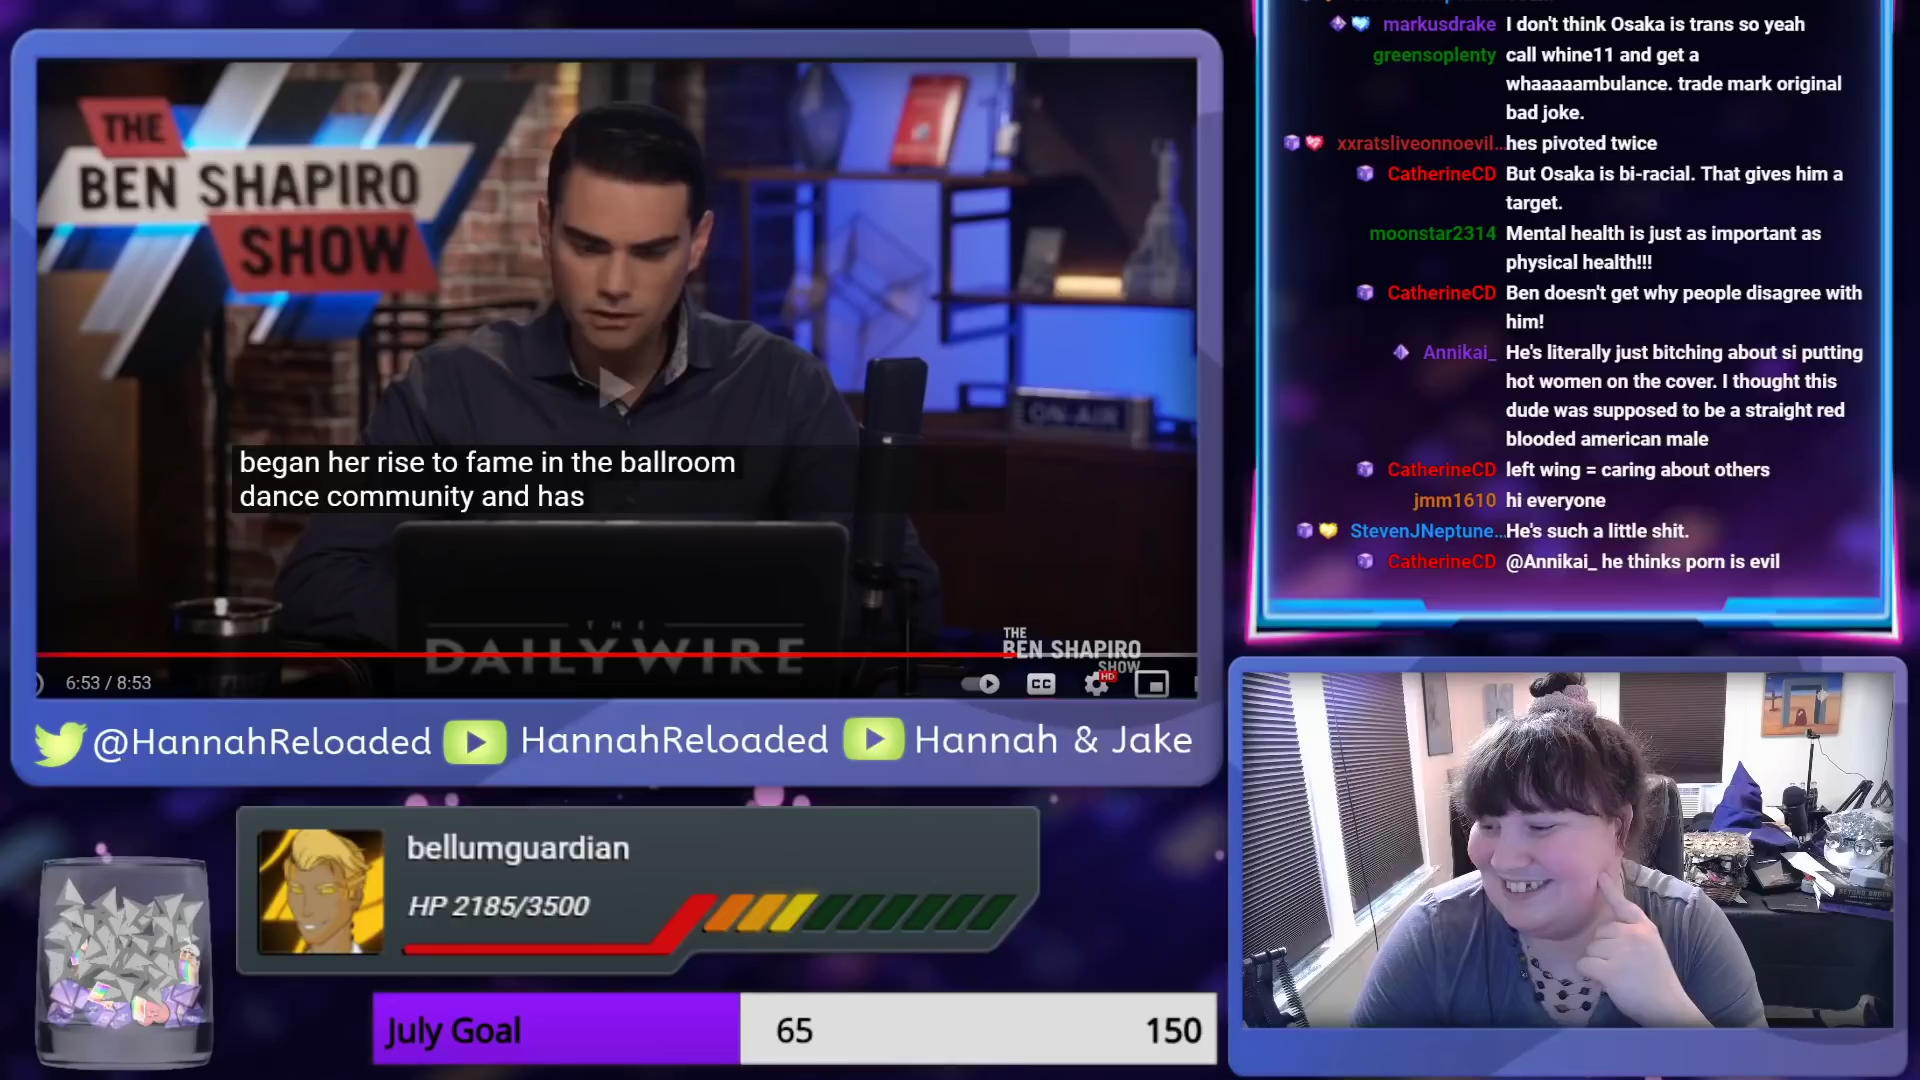 THE
BEN SHAPIRO
SHOW
ON-AIR
began her rise to fame in the ballroom
dance community and has
THE
DAILY WIRE
THE
BEN SHAPIRO
SHOW
6:53 / 8:53
CC
HD
@HannahReloaded
HannahReloaded
Hannah & Jake
bellumguardian
HP 2185/3500
July Goal
65
150
markusdrake I don't think Osaka is trans so yeah
greensoplenty call whine11 and get a
whaaaaambulance. trade mark original
bad joke.
xxratsliveonnoevil... hes pivoted twice
CatherineCD But Osaka is bi-racial. That gives him a
target.
moonstar2314 Mental health is just as important as
physical health!!!
CatherineCD Ben doesn't get why people disagree with
him!
Annikai_ He's literally just bitching about si putting
hot women on the cover. I thought this
dude was supposed to be a straight red
blooded american male
CatherineCD left wing = caring about others
jmm1610 hi everyone
StevenJNeptune... He's such a little shit.
CatherineCD @Annikai_ he thinks porn is evil